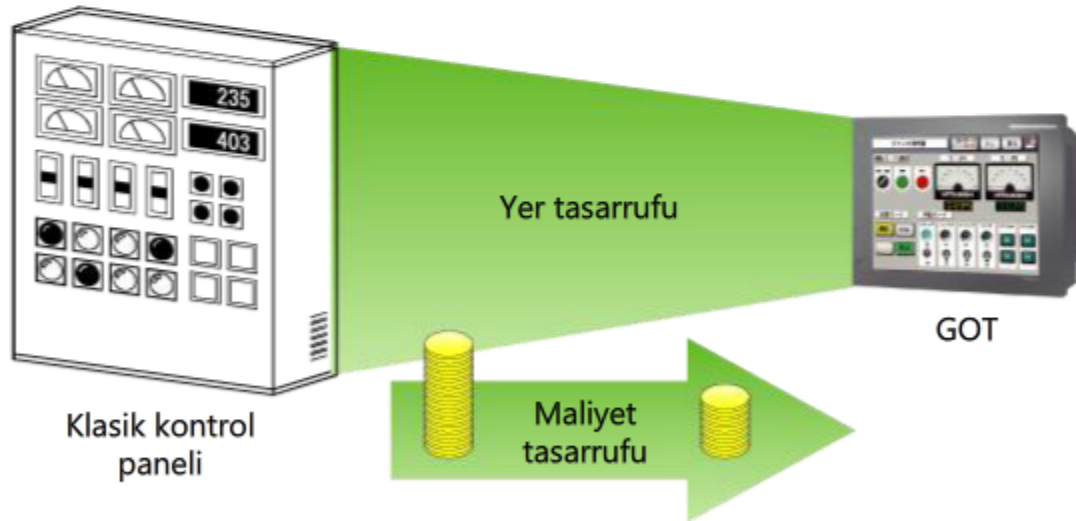 235
403
Yer tasarrufu
GOT
Klasik kontrol
paneli
Maliyet
tasarrufu